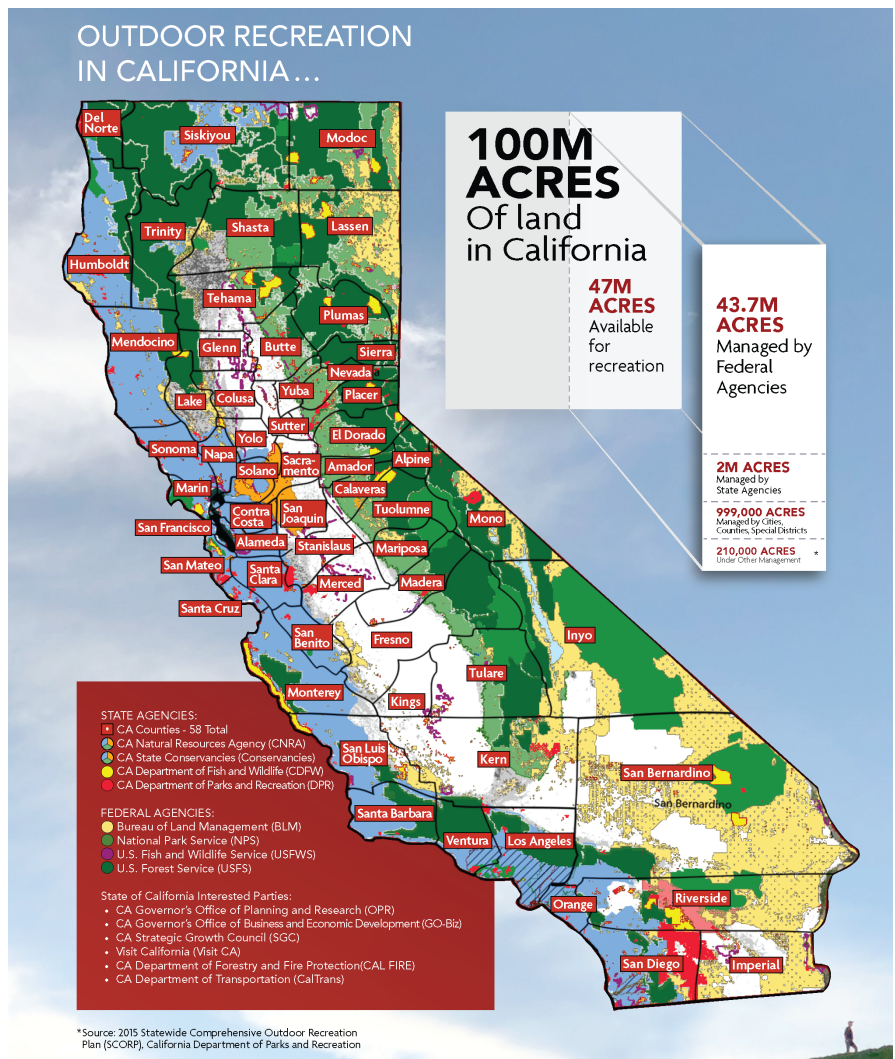 OUTDOOR RECREATION
IN CALIFORNIA...
100M
ACRES
Of land
in California
47M
ACRES
Available
for
recreation
43.7M
ACRES
Managed by
Federal
Agencies
2M ACRES
Managed by
State Agencies
999,000 ACRES
Managed by Cities,
Counties, Special Districts
210,000 ACRES *
Under Other Management
Del
Norte
Siskiyou
Modoc
Trinity
Shasta
Lassen
Humboldt
Tehama
Plumas
Mendocino
Glenn
Butte
Sierra
Nevada
Lake
Colusa
Yuba
Placer
Sutter
Yolo
El Dorado
Sonoma
Napa
Solano
Sacra-
mento
Amador
Alpine
Marin
Calaveras
Contra
Costa
San
Joaquin
Tuolumne
Mono
San Francisco
Alameda
Stanislaus
Mariposa
San Mateo
Santa
Clara
Merced
Madera
Santa Cruz
San
Benito
Fresno
Inyo
Tulare
Monterey
Kings
San Luis
Obispo
Kern
San Bernardino
San Bernardino
Santa Barbara
Ventura
Los Angeles
Orange
Riverside
San Diego
Imperial
STATE AGENCIES:
CA Counties - 58 Total
CA Natural Resources Agency (CNRA)
CA State Conservancies (Conservancies)
CA Department of Fish and Wildlife (CDFW)
CA Department of Parks and Recreation (DPR)
FEDERAL AGENCIES:
Bureau of Land Management (BLM)
National Park Service (NPS)
U.S. Fish and Wildlife Service (USFWS)
U.S. Forest Service (USFS)
State of California Interested Parties:
• CA Governor's Office of Planning and Research (OPR)
• CA Governor's Office of Business and Economic Development (GO-Biz)
• CA Strategic Growth Council (SGC)
• Visit California (Visit CA)
• CA Department of Forestry and Fire Protection(CAL FIRE)
• CA Department of Transportation (CalTrans)
*Source: 2015 Statewide Comprehensive Outdoor Recreation
Plan (SCORP), California Department of Parks and Recreation